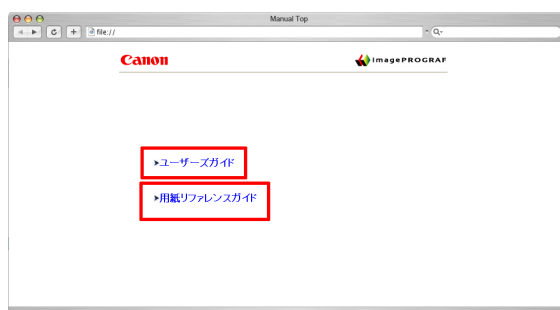 Manual Top
file://
Q
Canon
imagePROGRAF
➤ユーザーズガイド
➤用紙リファレンスガイド